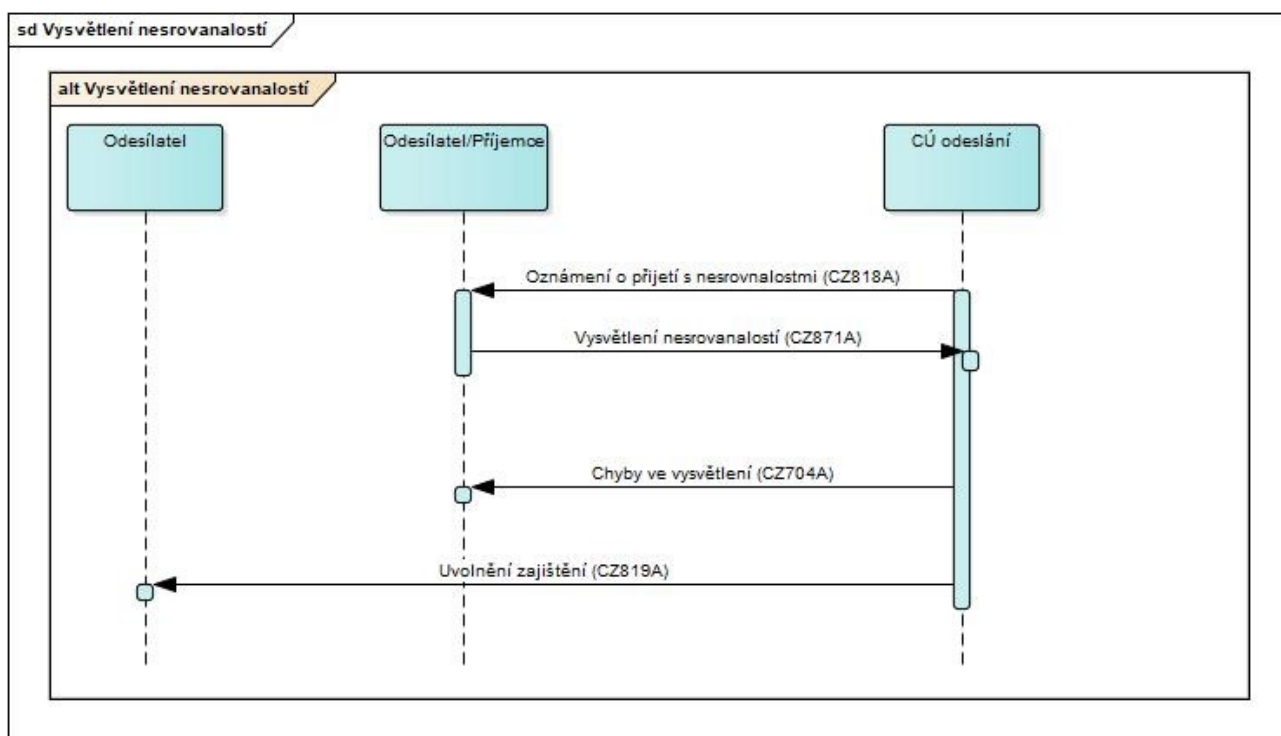 sd Vysvětlení nesrovanalostí
alt Vysvětlení nesrovanalostí
Odesílatel
Odesílatel/Příjemce
CÚ odeslání
Oznámení o přijetí s nesrovnalostmi (CZ818A)
Vysvětlení nesrovanalostí (CZ871A)
Chyby ve vysvětlení (CZ704A)
Uvolnění zajištění (CZ819A)